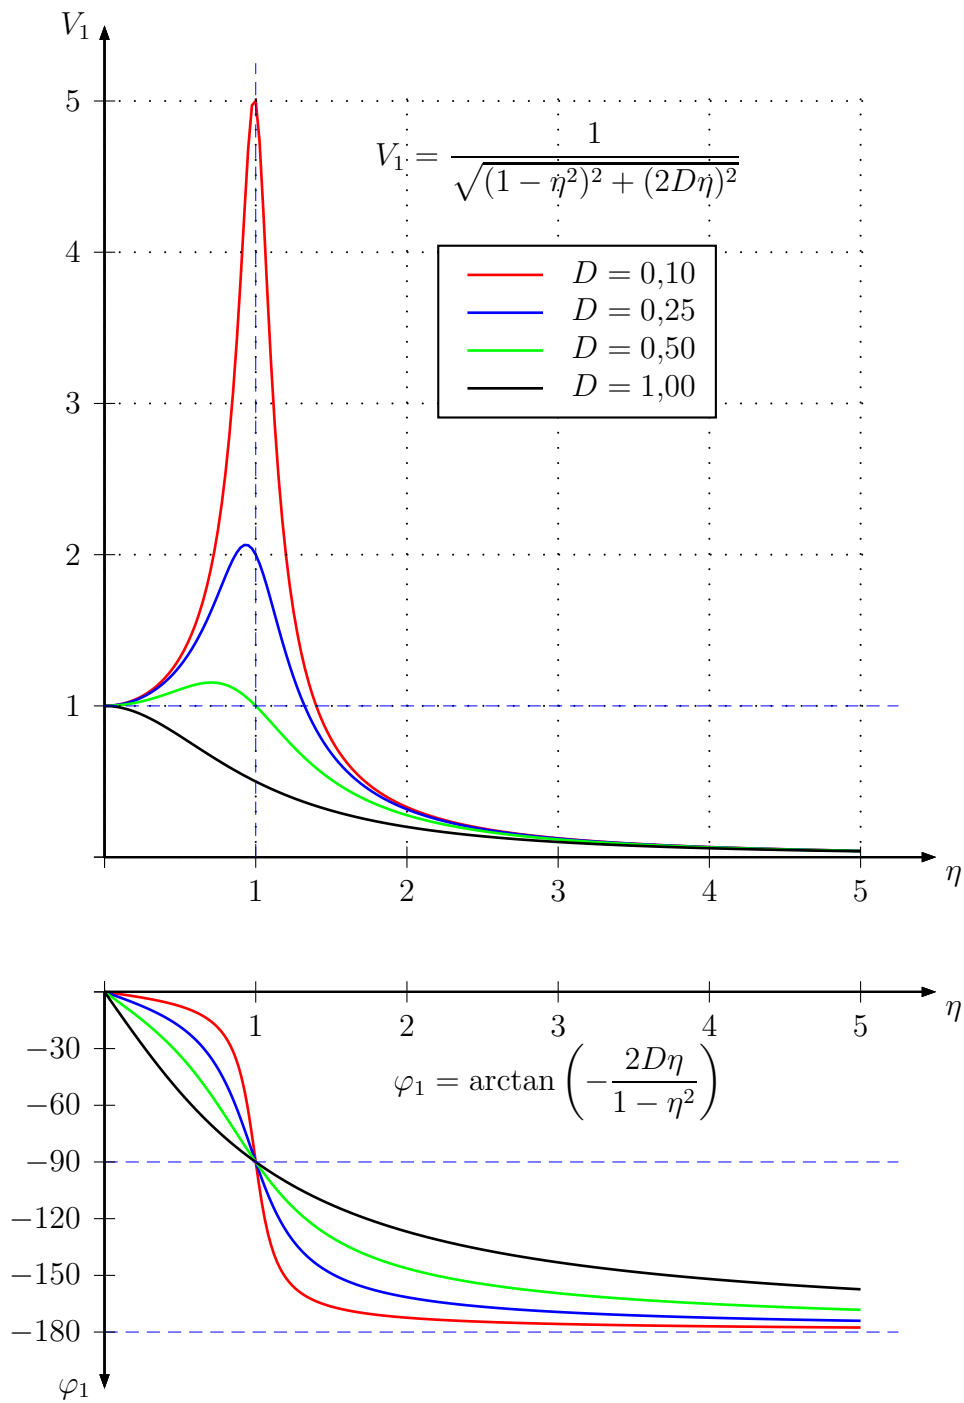 V₁
5
V₁ = 1 / √((1 − η²)² + (2Dη)²)
4
D = 0,10
D = 0,25
D = 0,50
D = 1,00
3
2
1
1 2 3 4 5 η
1 2 3 4 5 η
−30
φ₁ = arctan (− 2Dη / (1 − η²))
−60
−90
−120
−150
−180
φ₁